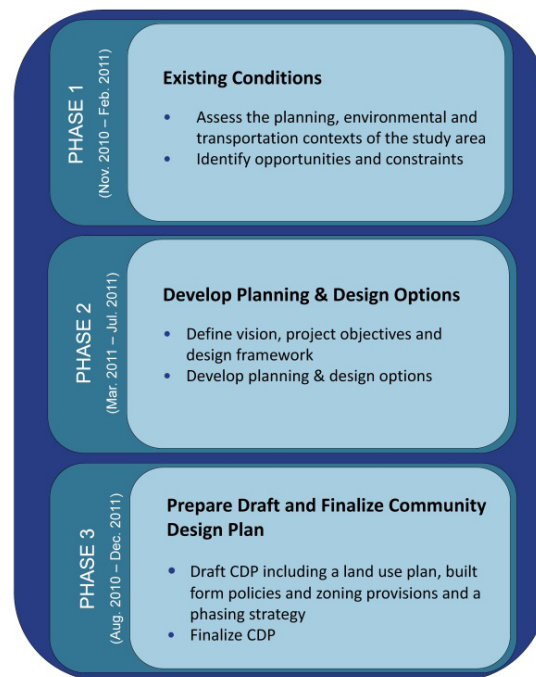 PHASE 1
(Nov. 2010 – Feb. 2011)
Existing Conditions
• Assess the planning, environmental and
transportation contexts of the study area
• Identify opportunities and constraints
PHASE 2
(Mar. 2011 – Jul. 2011)
Develop Planning & Design Options
• Define vision, project objectives and
design framework
• Develop planning & design options
PHASE 3
(Aug. 2010 – Dec. 2011)
Prepare Draft and Finalize Community
Design Plan
• Draft CDP including a land use plan, built
form policies and zoning provisions and a
phasing strategy
• Finalize CDP